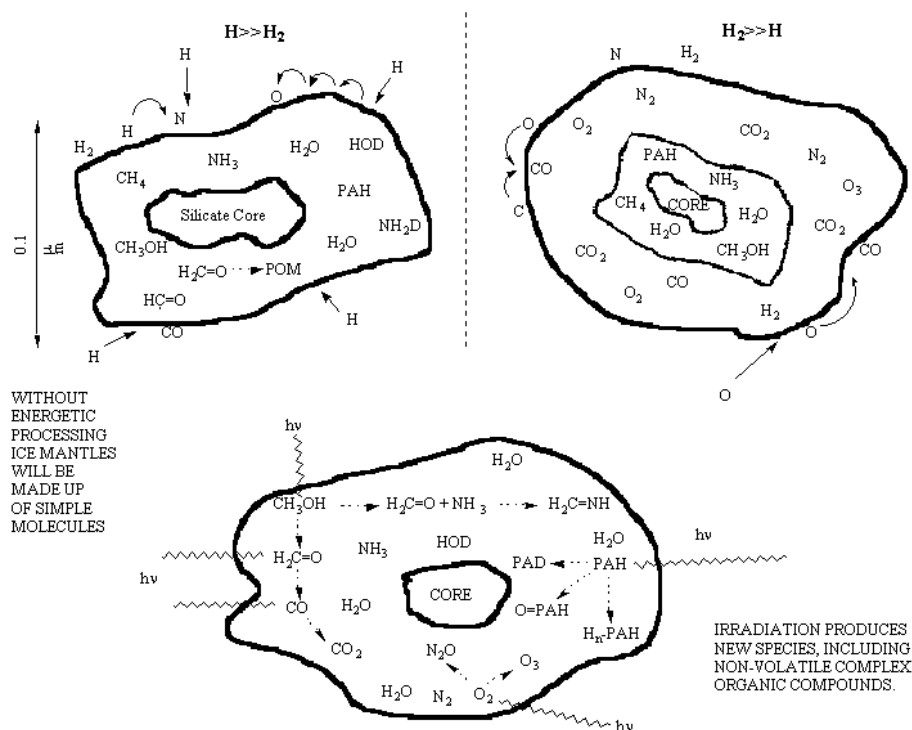 H>>H2
H2>>H
H
N
H2
O
H
H
N
O
H
N2
H2
CH4
NH3
H2O
HOD
O2
CO2
N2
O
CO
PAH
NH3
O3
Silicate Core
PAH
NH2D
CH4
CORE
H2O
H2O
C
0.1 μm
CH3OH
H2O
CH3OH
CO2
CO
CO2
H2C=O
POM
CO
O2
HC=O
H
H2
O
CO
H
O
WITHOUT
ENERGETIC
PROCESSING
ICE MANTLES
WILL BE
MADE UP
OF SIMPLE
MOLECULES
hν
H2O
CH3OH
H2C=O + NH3
H2C=NH
H2C=O
NH3
HOD
H2O
PAD
PAH
hν
hν
CO
H2O
CORE
O=PAH
Hn-PAH
CO2
N2O
O3
H2O
N2
O2
hν
IRRADIATION PRODUCES
NEW SPECIES, INCLUDING
NON-VOLATILE COMPLEX
ORGANIC COMPOUNDS.